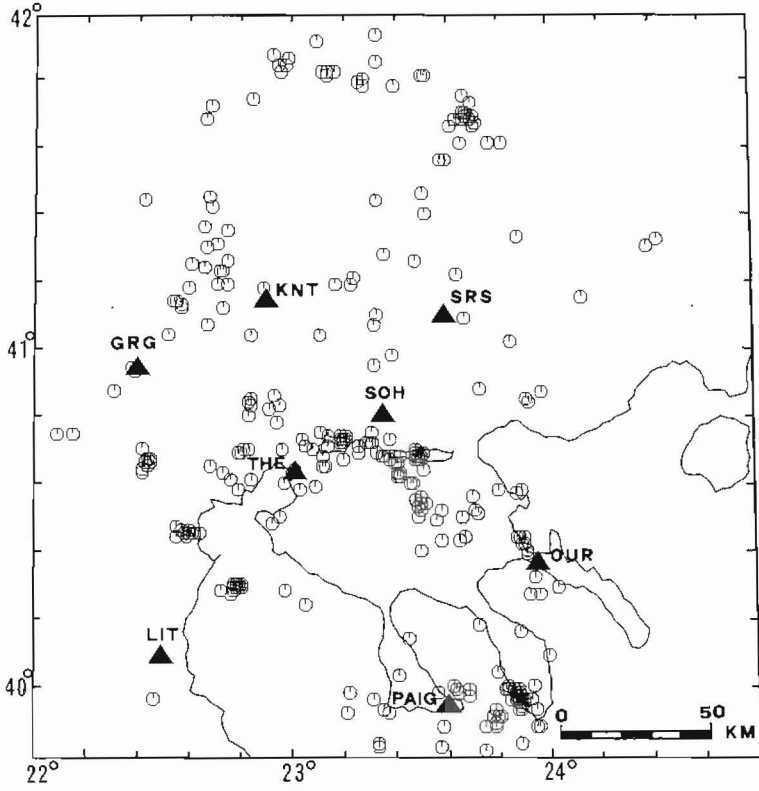 42°
KNT
SRS
41°
GRG
SOH
THE
OUR
LIT
40°
PAIG
0 50
KM
22° 23° 24°